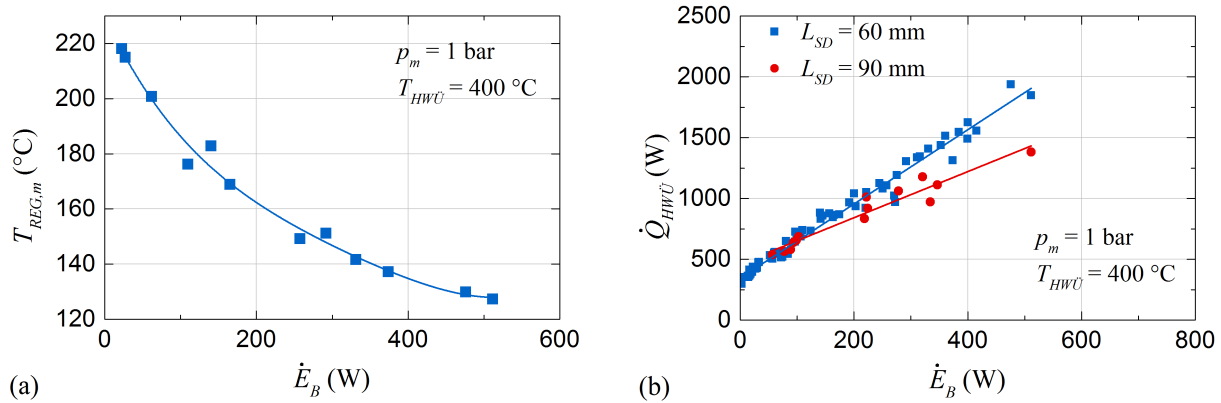 220
200
180
160
140
120
T_REG,m (°C)
p_m = 1 bar
T_HWÜ = 400 °C
0
200
400
600
Ė_B (W)
(a)
2500
2000
1500
1000
500
0
Q̇_HWÜ (W)
L_SD = 60 mm
L_SD = 90 mm
p_m = 1 bar
T_HWÜ = 400 °C
0
200
400
600
800
Ė_B (W)
(b)